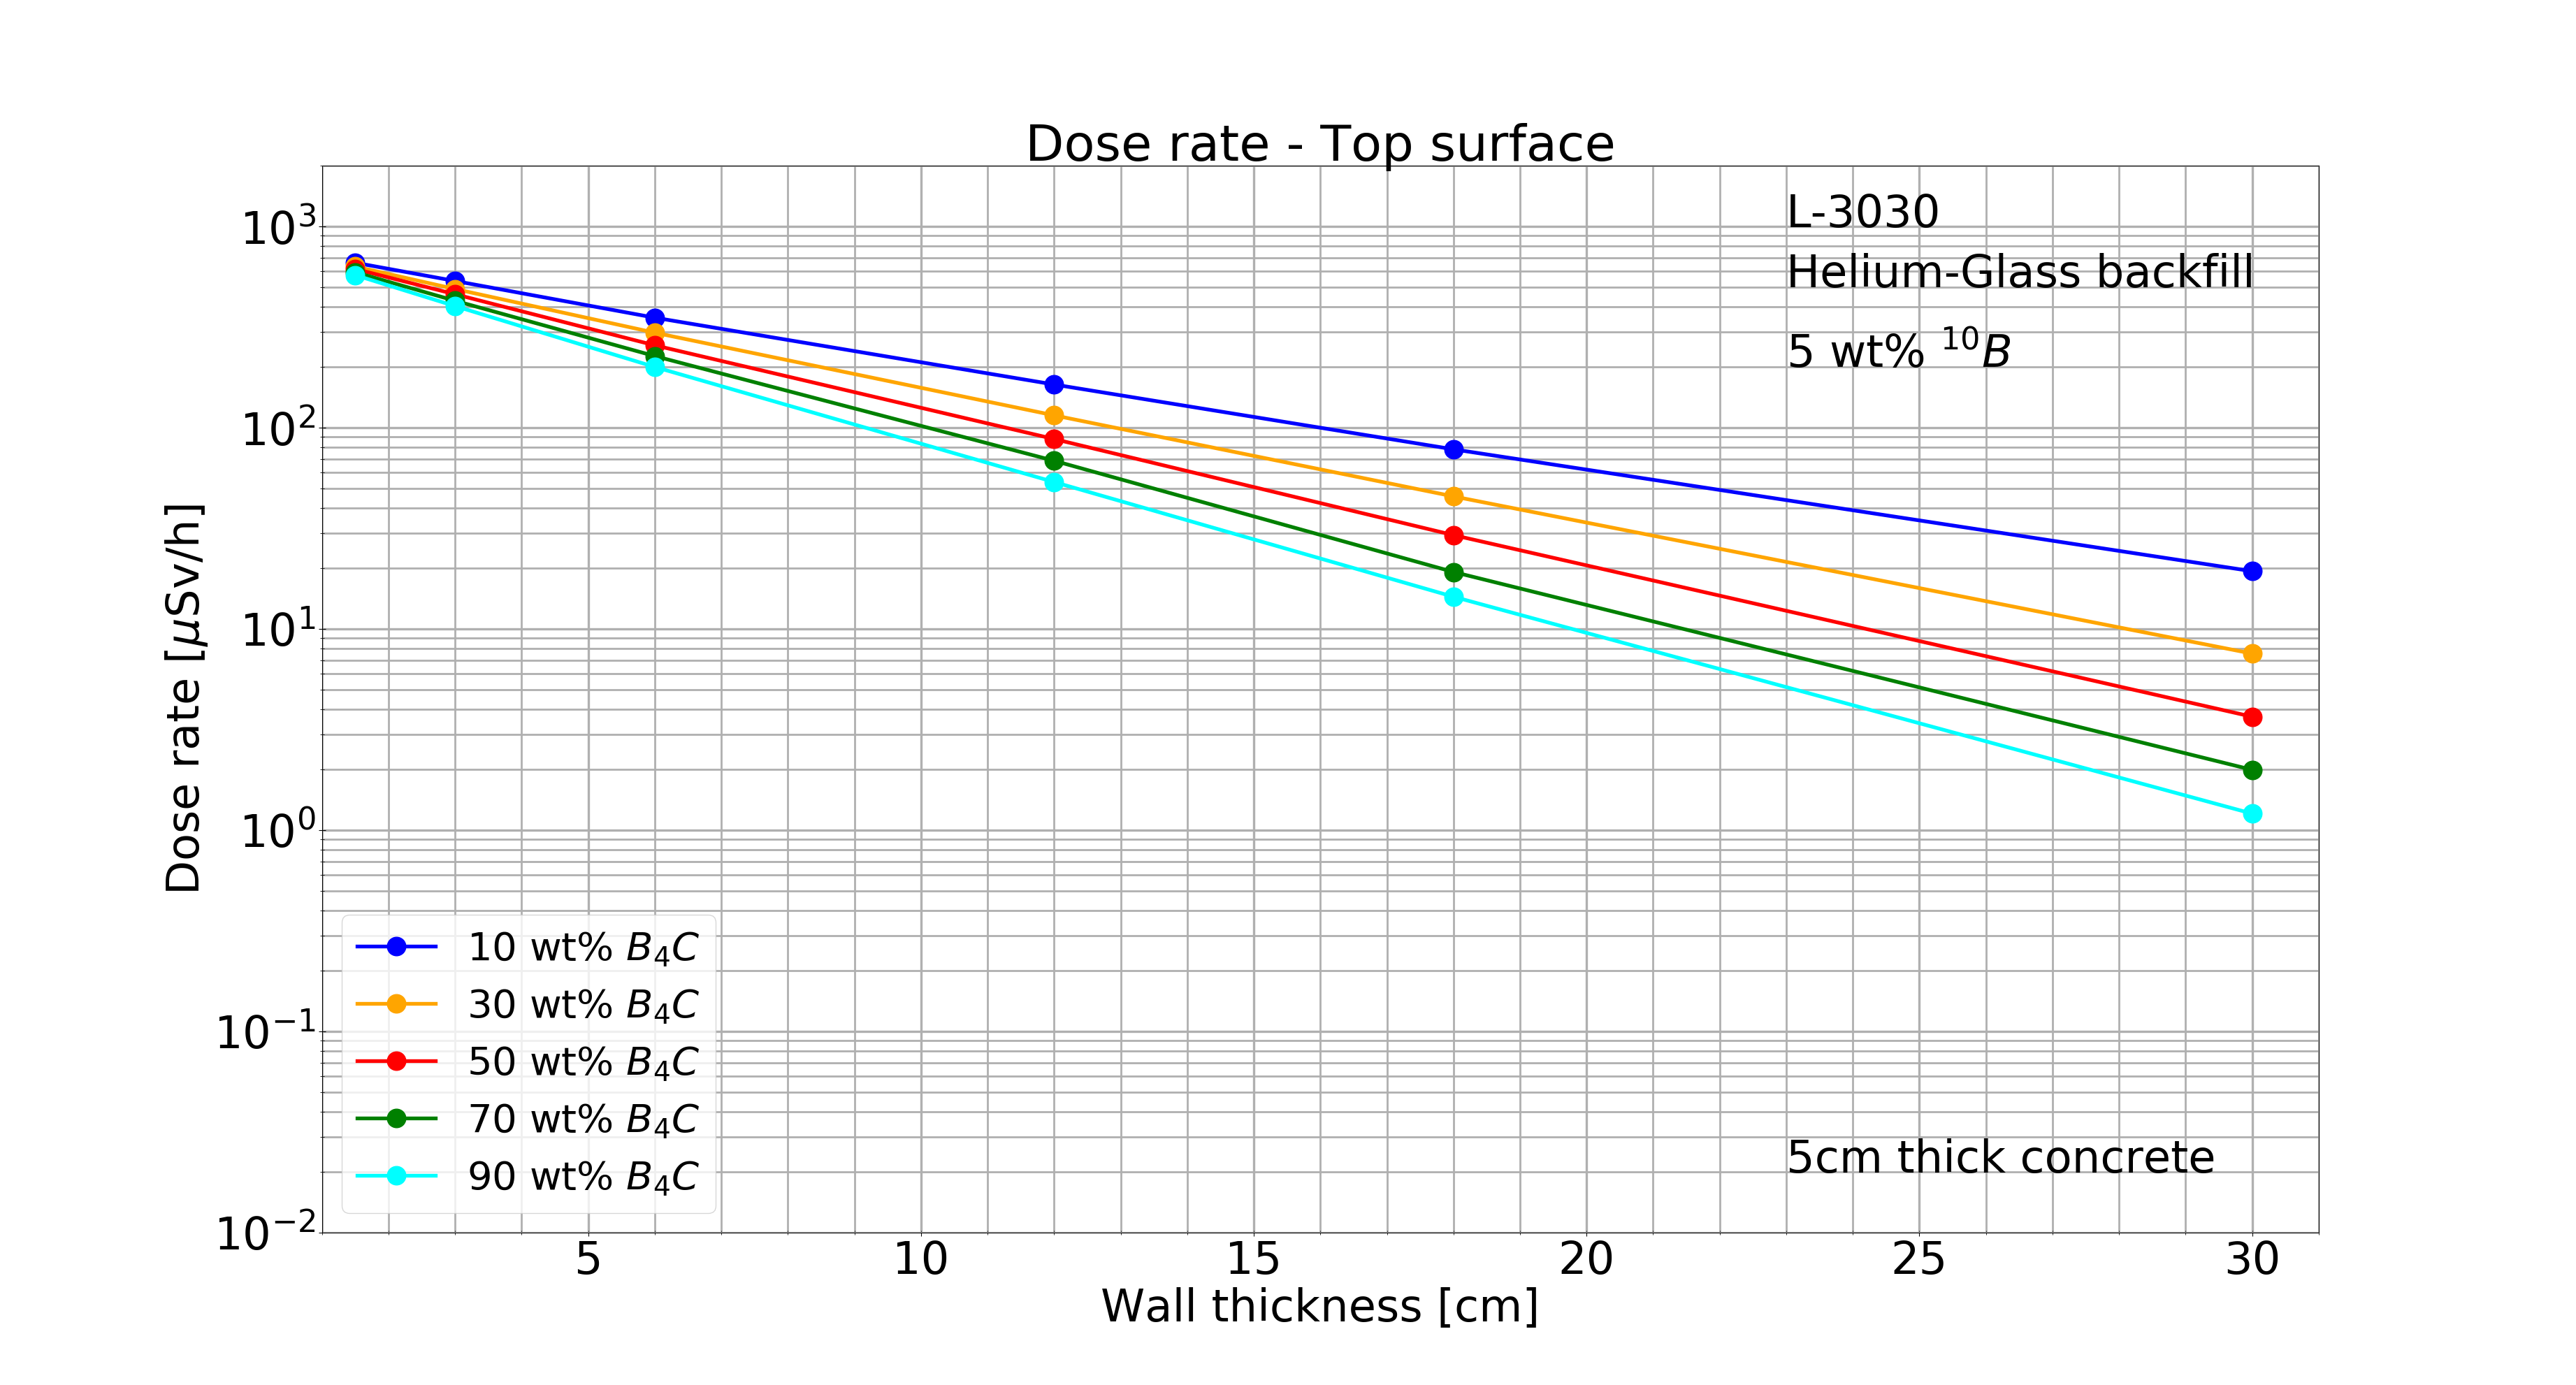 Dose rate - Top surface
L-3030
Helium-Glass backfill
5 wt% ¹⁰B
10³
10²
10¹
10⁰
10⁻¹
10⁻²
Dose rate [μSv/h]
10 wt% B₄C
30 wt% B₄C
50 wt% B₄C
70 wt% B₄C
90 wt% B₄C
5cm thick concrete
5 10 15 20 25 30
Wall thickness [cm]